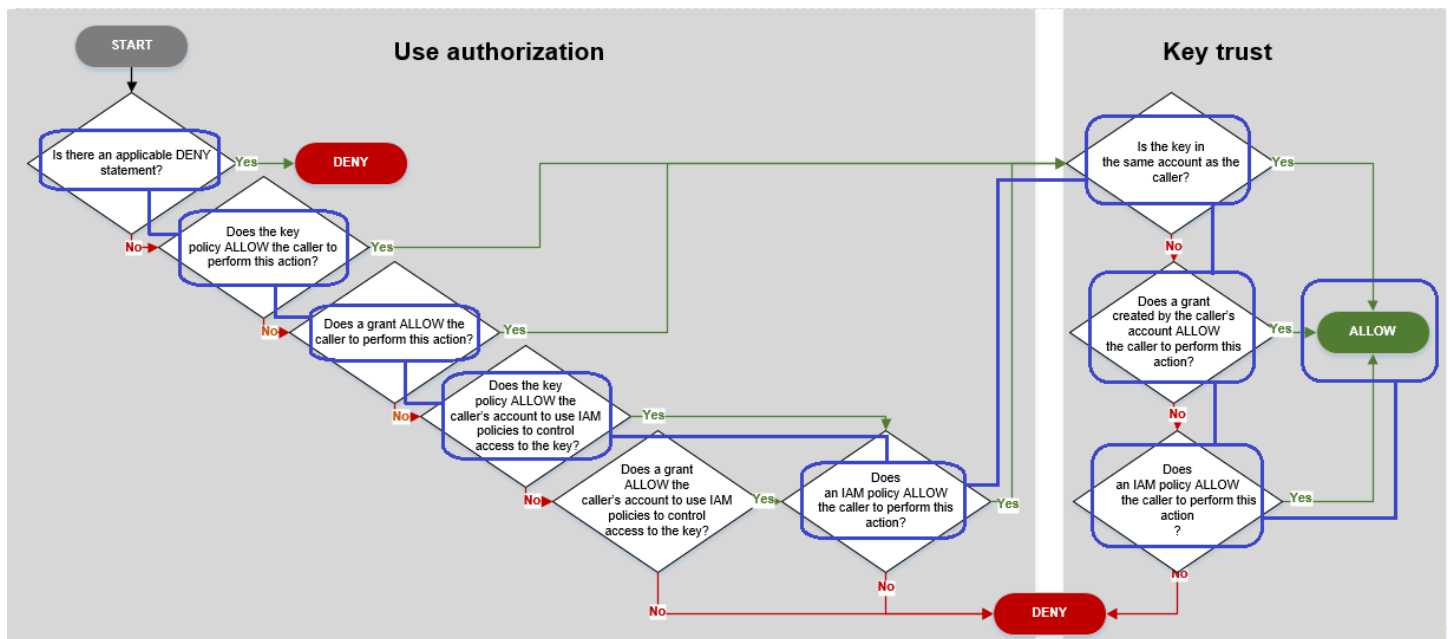 START
Use authorization
Key trust
Is there an applicable DENY
statement?
Yes
DENY
No
Does the key
policy ALLOW the caller to
perform this action?
Yes
No
Does a grant ALLOW the
caller to perform this action?
Yes
No
Does the key
policy ALLOW the
caller's account to use IAM
policies to control
access to the key?
Yes
No
Does a grant
ALLOW the
caller's account to use IAM
policies to control
access to the key?
Yes
No
Does
an IAM policy ALLOW
the caller to perform this
action?
Yes
No
Is the key in
the same account as the
caller?
Yes
No
Does a grant
created by the caller's
account ALLOW
the caller to perform this
action?
Yes
ALLOW
No
Does
an IAM policy ALLOW
the caller to perform this
action
?
Yes
No
DENY